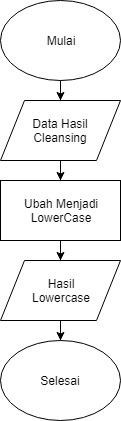 Mulai
Data Hasil
Cleansing
Ubah Menjadi
LowerCase
Hasil
Lowercase
Selesai